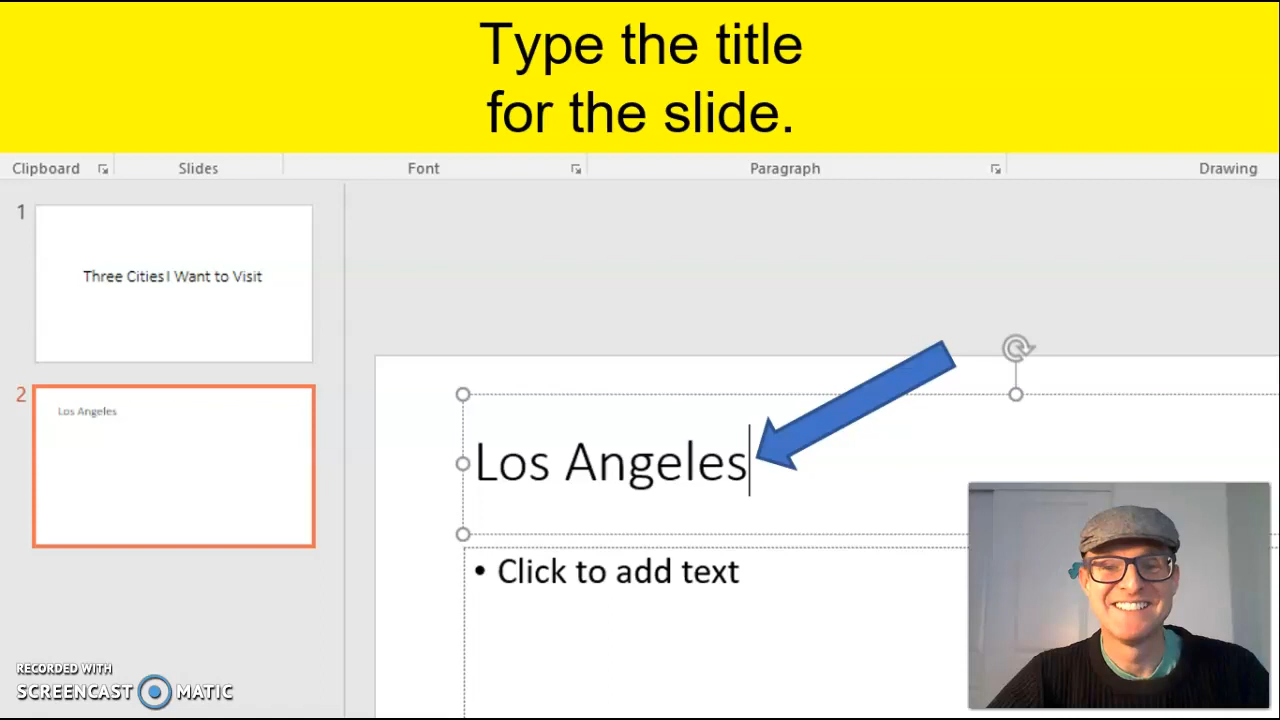 Type the title
for the slide.
Clipboard Slides Font Paragraph Drawing
1
Three Cities I Want to Visit
2
Los Angeles
Los Angeles
• Click to add text
RECORDED WITH
SCREENCAST MATIC